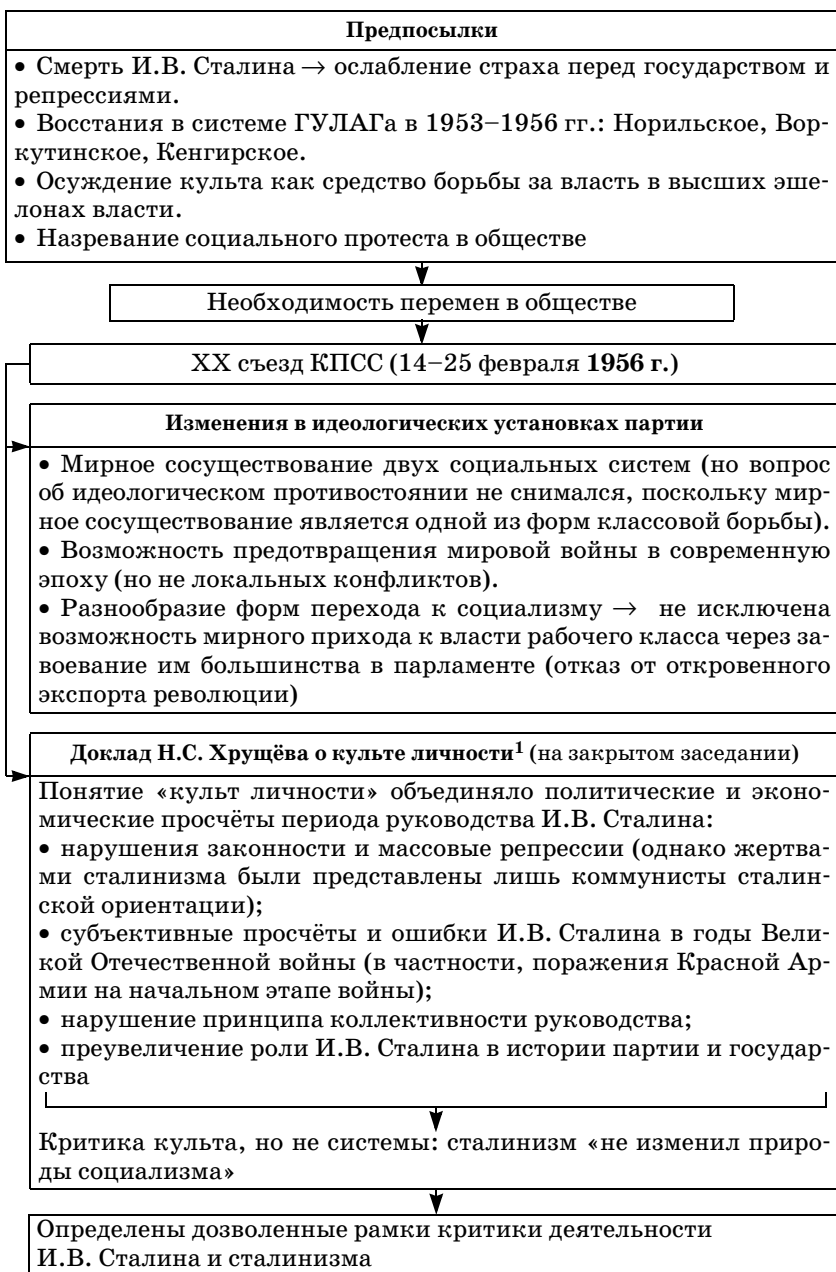 Предпосылки
• Смерть И.В. Сталина → ослабление страха перед государством и
репрессиями.
• Восстания в системе ГУЛАГа в 1953–1956 гг.: Норильское, Вор-
кутинское, Кенгирское.
• Осуждение культа как средство борьбы за власть в высших эше-
лонах власти.
• Назревание социального протеста в обществе
Необходимость перемен в обществе
XX съезд КПСС (14–25 февраля 1956 г.)
Изменения в идеологических установках партии
• Мирное сосуществование двух социальных систем (но вопрос
об идеологическом противостоянии не снимался, поскольку мир-
ное сосуществование является одной из форм классовой борьбы).
• Возможность предотвращения мировой войны в современную
эпоху (но не локальных конфликтов).
• Разнообразие форм перехода к социализму → не исключена
возможность мирного прихода к власти рабочего класса через за-
воевание им большинства в парламенте (отказ от откровенного
экспорта революции)
Доклад Н.С. Хрущёва о культе личности¹ (на закрытом заседании)
Понятие «культ личности» объединяло политические и эконо-
мические просчёты периода руководства И.В. Сталина:
• нарушения законности и массовые репрессии (однако жертва-
ми сталинизма были представлены лишь коммунисты сталин-
ской ориентации);
• субъективные просчёты и ошибки И.В. Сталина в годы Вели-
кой Отечественной войны (в частности, поражения Красной Ар-
мии на начальном этапе войны);
• нарушение принципа коллективности руководства;
• преувеличение роли И.В. Сталина в истории партии и государ-
ства
Критика культа, но не системы: сталинизм «не изменил приро-
ды социализма»
Определены дозволенные рамки критики деятельности
И.В. Сталина и сталинизма